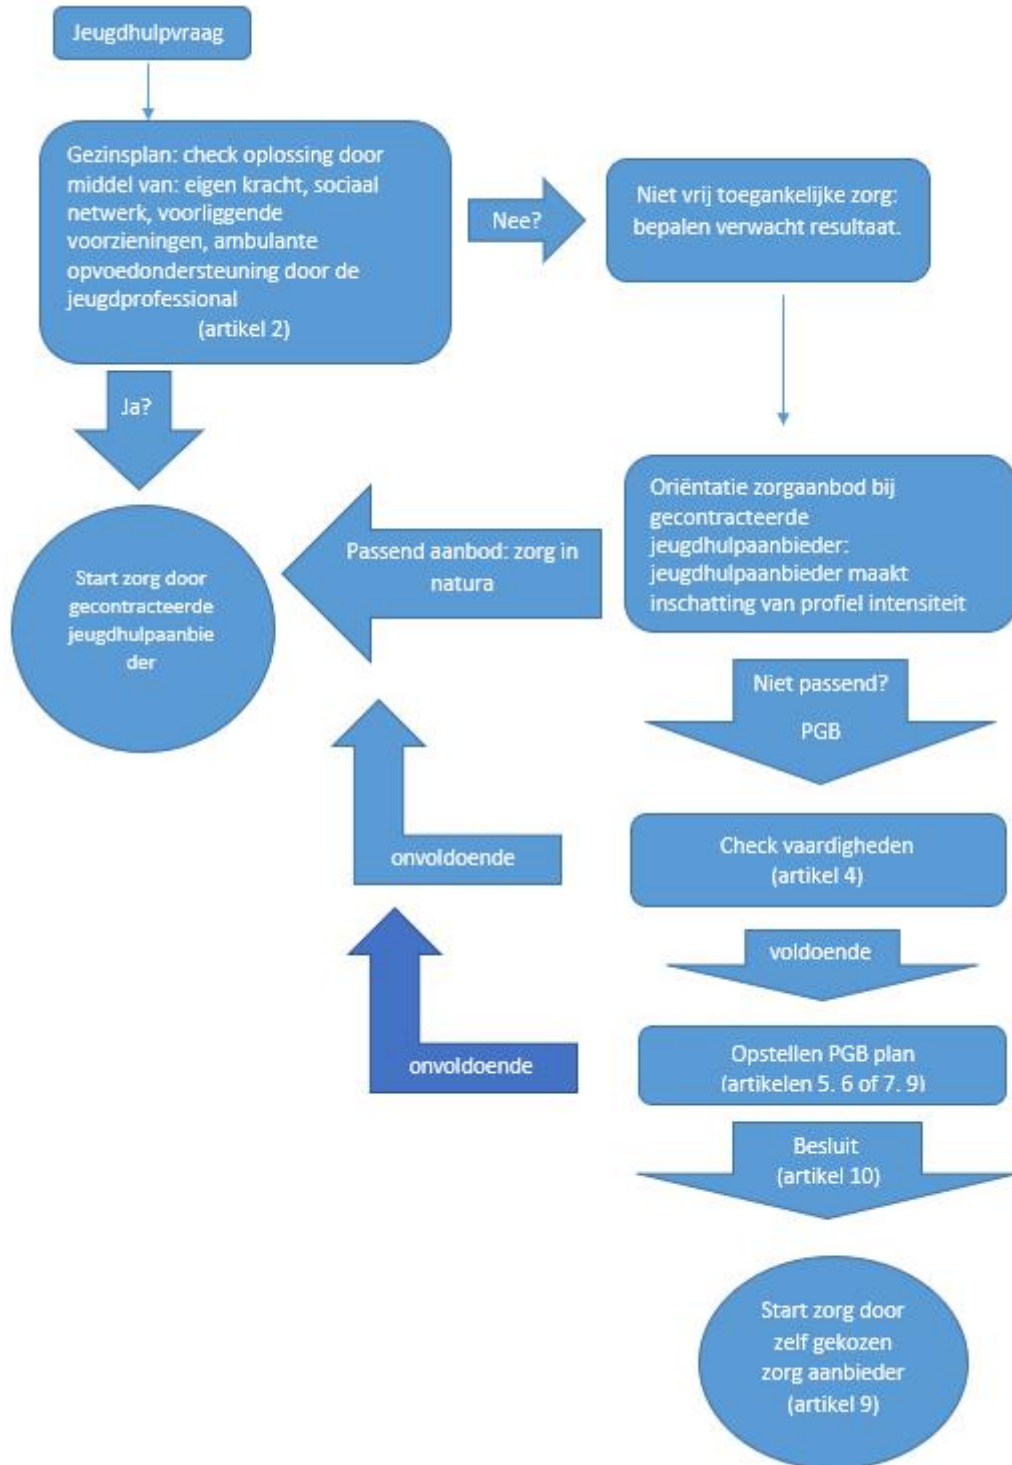 Jeugdhulpvraag
Gezinsplan: check oplossing door
middel van: eigen kracht, sociaal
netwerk, voorliggende
voorzieningen, ambulante
opvoedondersteuning door de
jeugdprofessional
(artikel 2)
Nee?
Niet vrij toegankelijke zorg:
bepalen verwacht resultaat.
Ja?
Oriëntatie zorgaanbod bij
gecontracteerde
jeugdhulpaanbieder:
jeugdhulpaanbieder maakt
inschatting van profiel intensiteit
Passend aanbod: zorg in
natura
Start zorg door
gecontracteerde
jeugdhulpaanbie
der
Niet passend?
PGB
Check vaardigheden
(artikel 4)
onvoldoende
voldoende
Opstellen PGB plan
(artikelen 5. 6 of 7. 9)
onvoldoende
Besluit
(artikel 10)
Start zorg door
zelf gekozen
zorg aanbieder
(artikel 9)